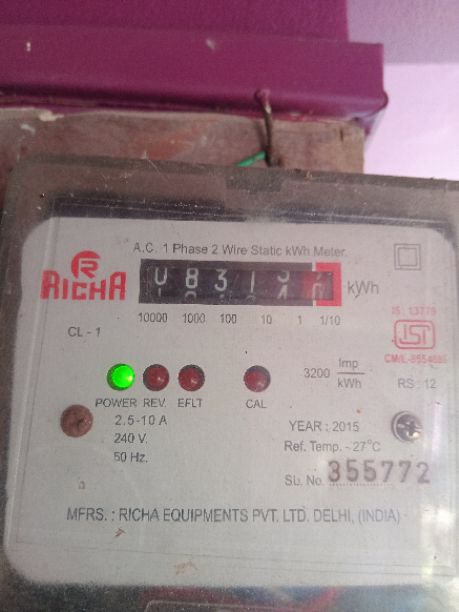 A.C. 1 Phase 2 Wire Static kWh Meter.
R
RICHA
0831
kWh
10000 1000 100 10 1 1/10
IS : 13779
ISI
CL - 1
3200 Imp/kWh
RS : 12
POWER REV. EFLT CAL
2.5-10 A
240 V.
50 Hz.
YEAR : 2015
Ref. Temp. - 27°C
SL. No. 355772
MFRS. : RICHA EQUIPMENTS PVT. LTD. DELHI, (INDIA)